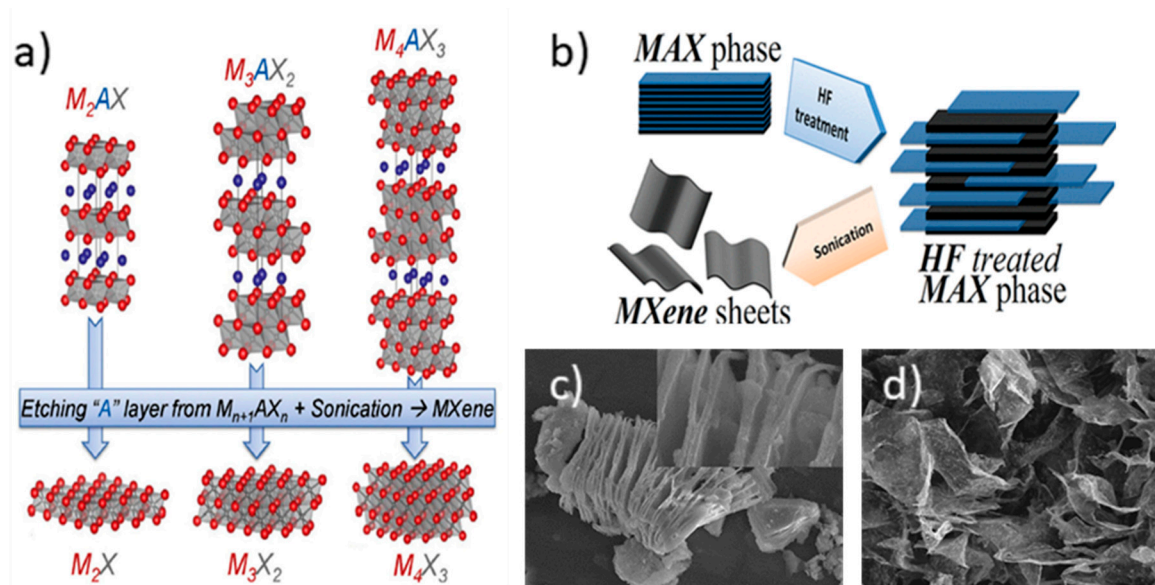 a)
M₂AX
M₃AX₂
M₄AX₃
Etching "A" layer from Mₙ₊₁AXₙ + Sonication → MXene
M₂X
M₃X₂
M₄X₃
b)
MAX phase
HF
treatment
HF treated
MAX phase
Sonication
MXene sheets
c)
d)